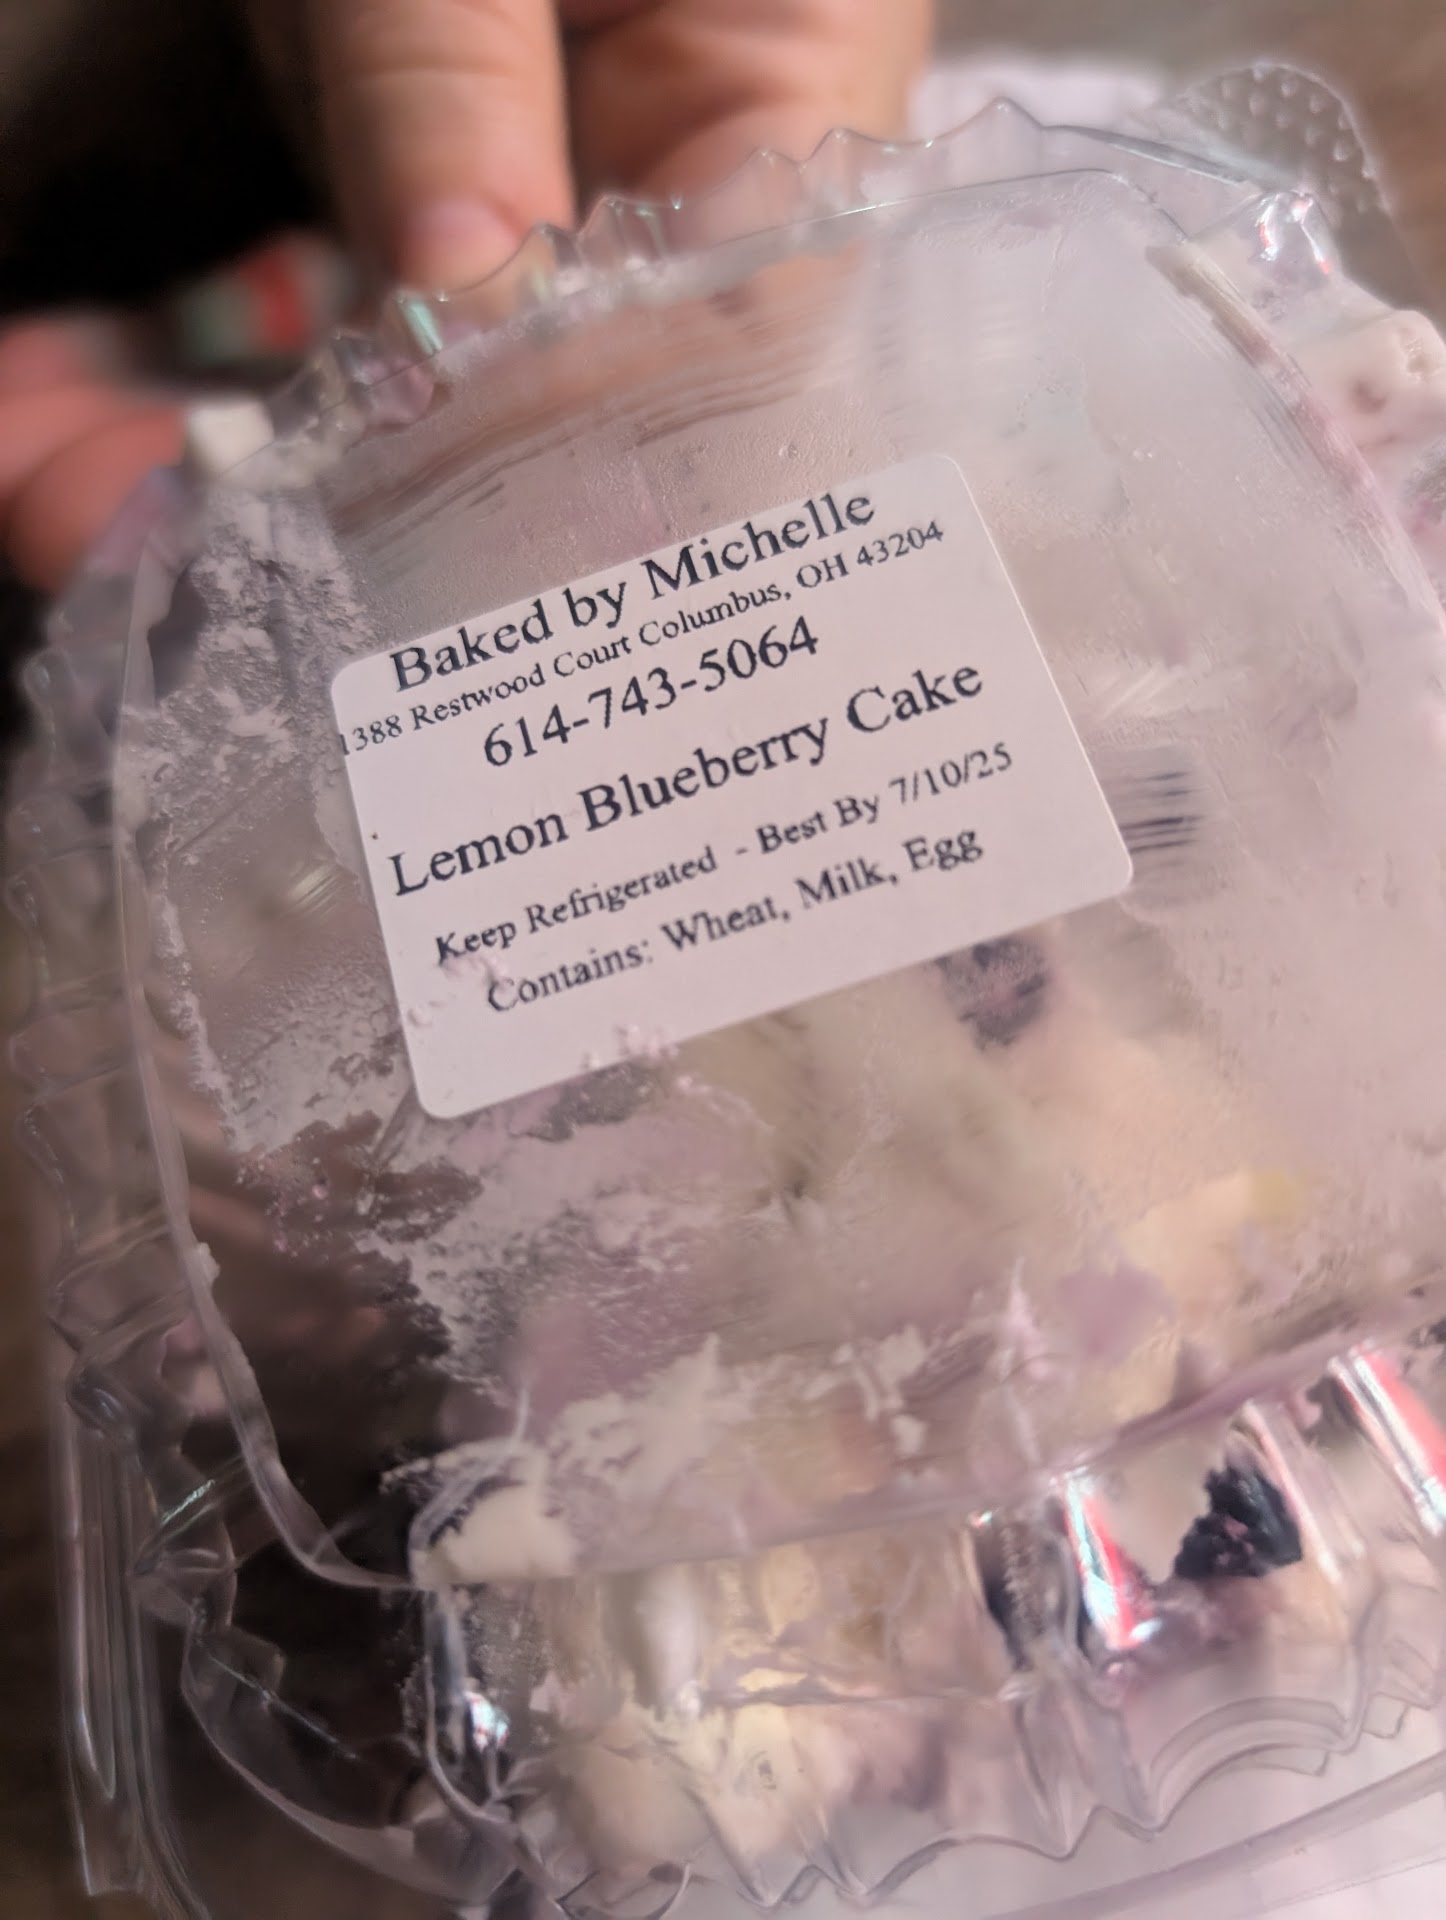 Baked by Michelle
1388 Restwood Court Columbus, OH 43204
614-743-5064
Lemon Blueberry Cake
Keep Refrigerated - Best By 7/10/25
Contains: Wheat, Milk, Egg